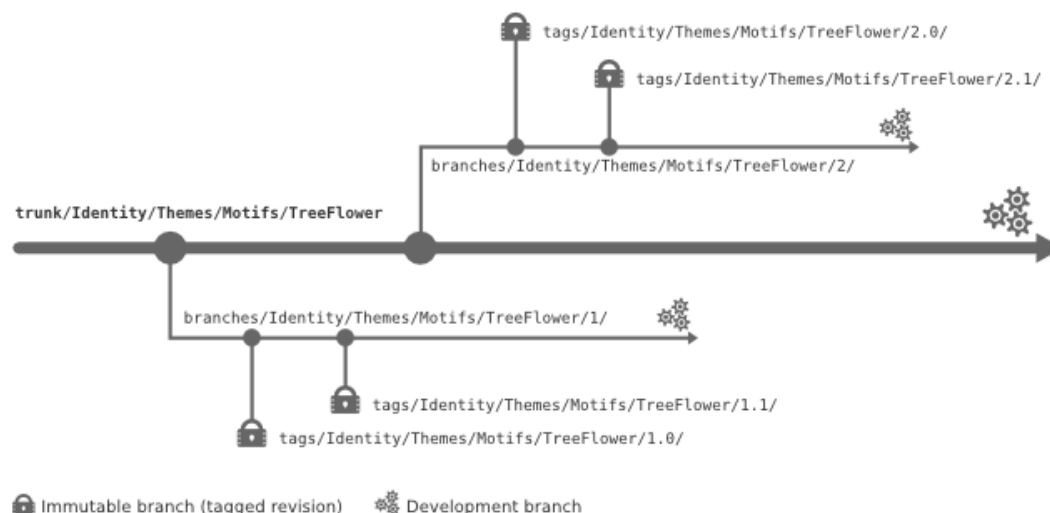 tags/Identity/Themes/Motifs/TreeFlower/2.0/
tags/Identity/Themes/Motifs/TreeFlower/2.1/
branches/Identity/Themes/Motifs/TreeFlower/2/
trunk/Identity/Themes/Motifs/TreeFlower
branches/Identity/Themes/Motifs/TreeFlower/1/
tags/Identity/Themes/Motifs/TreeFlower/1.1/
tags/Identity/Themes/Motifs/TreeFlower/1.0/
Immutable branch (tagged revision)
Development branch